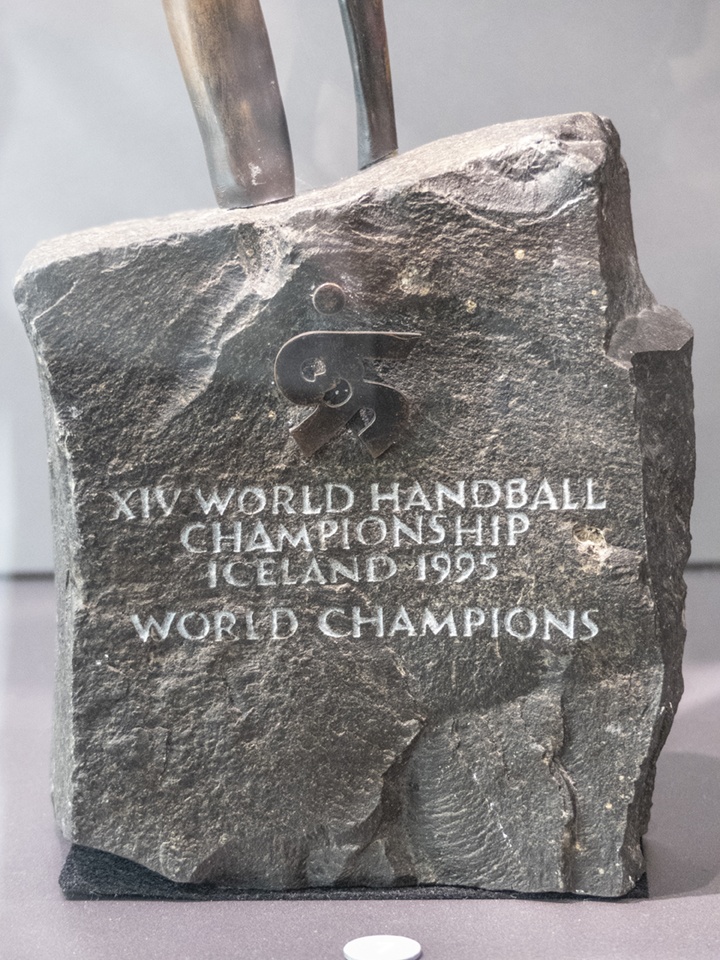 XIV WORLD HANDBALL
CHAMPIONSHIP
ICELAND 1995
WORLD CHAMPIONS